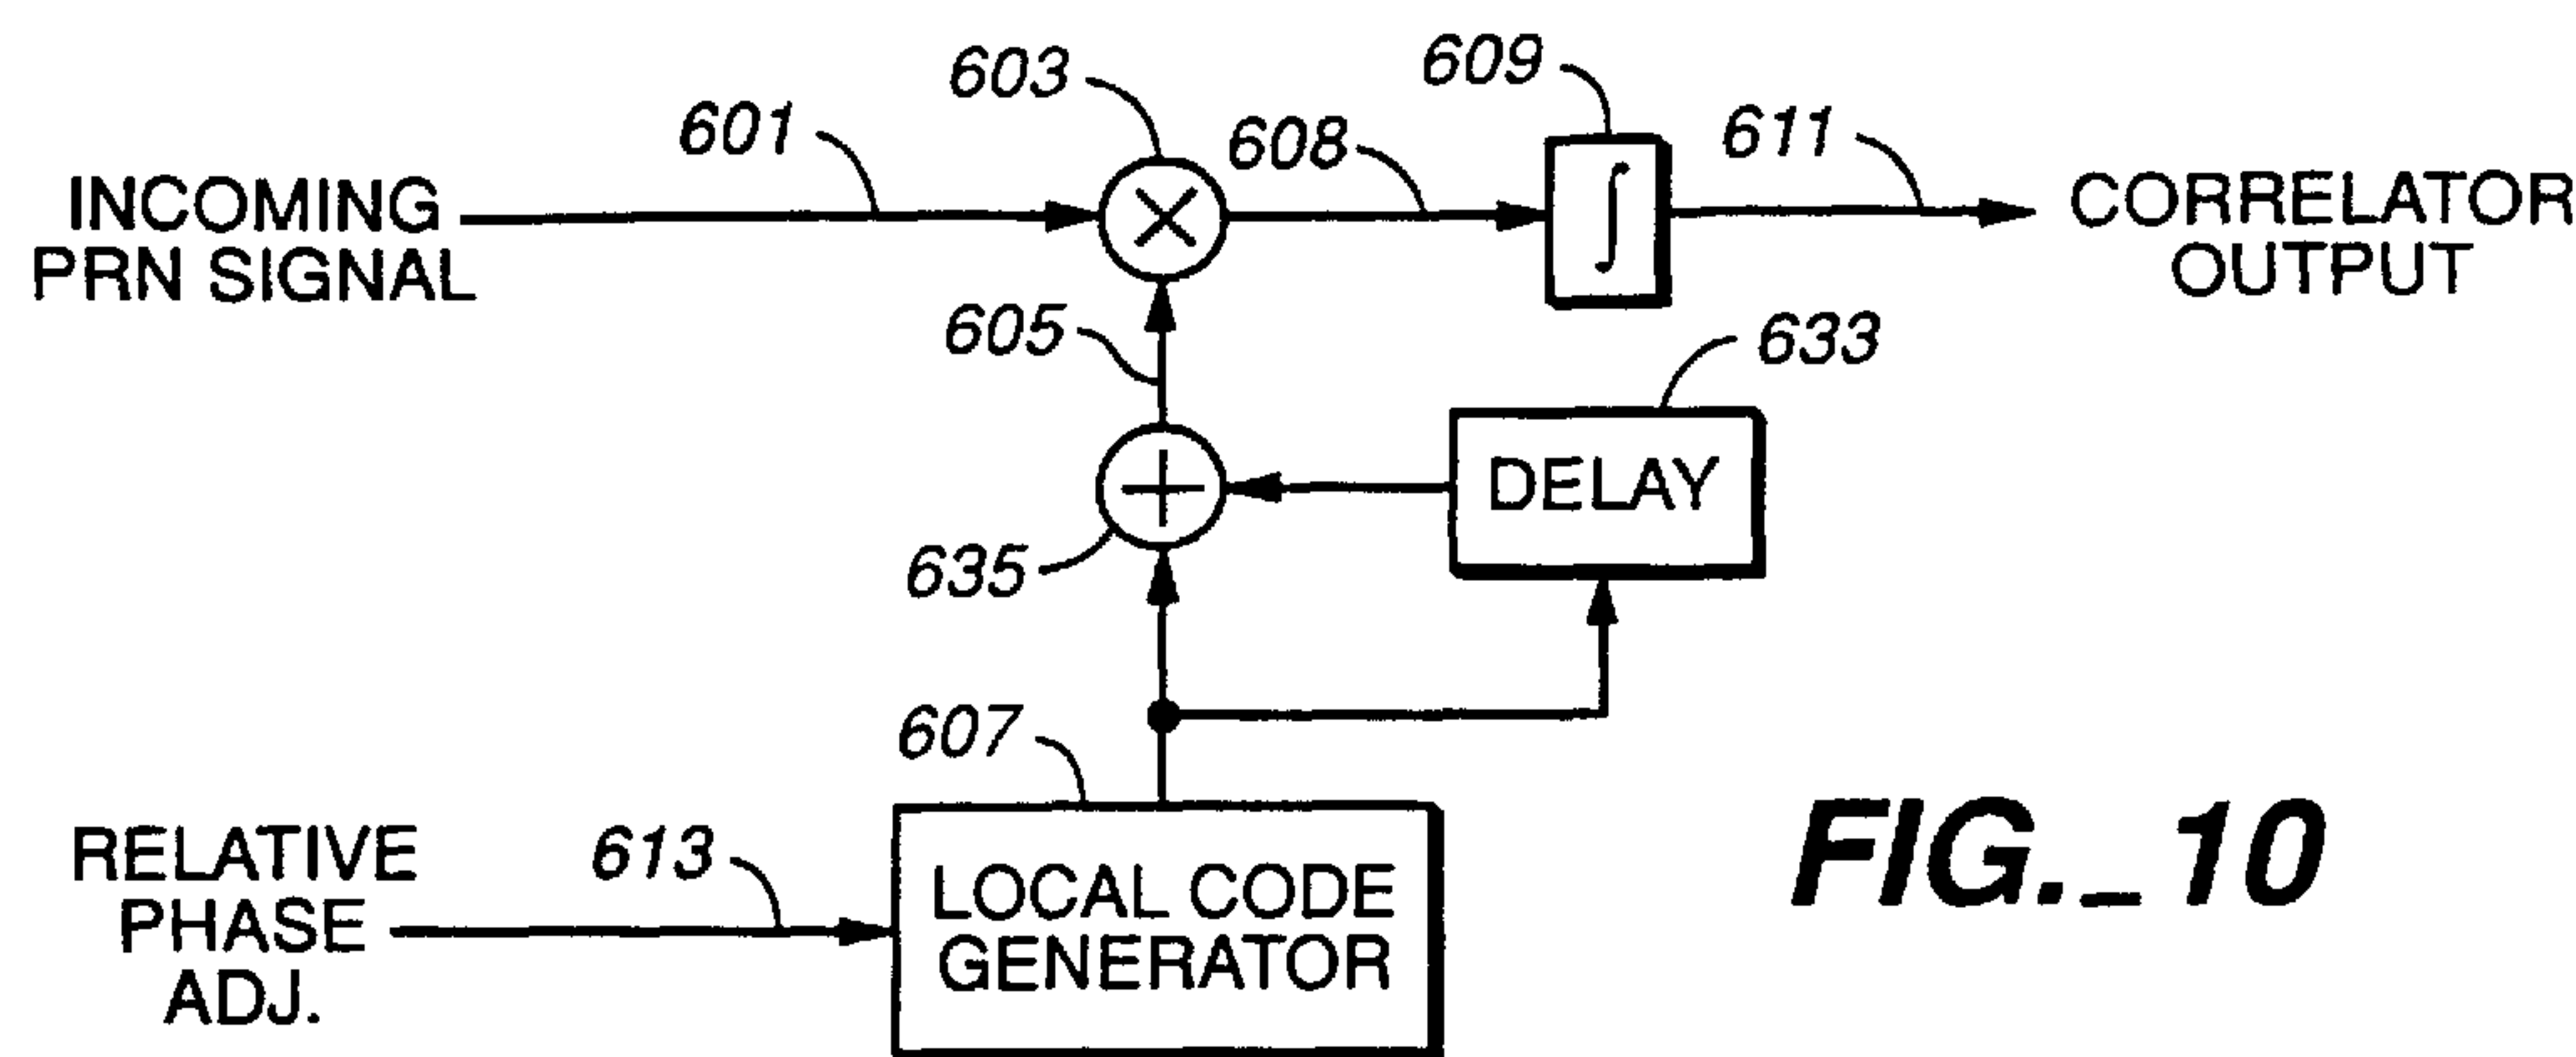 603
609
601
608
611
INCOMING
PRN SIGNAL
×
∫
CORRELATOR
OUTPUT
605
633
+
DELAY
635
607
RELATIVE
PHASE
ADJ.
613
LOCAL CODE
GENERATOR
FIG._10